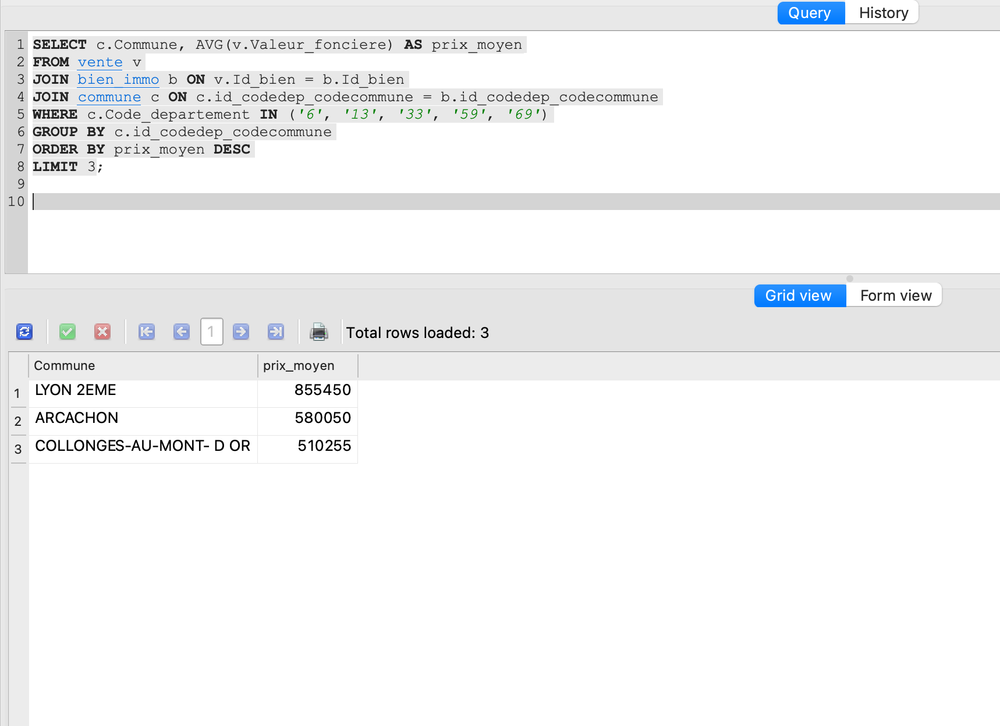 Query History
1 SELECT c.Commune, AVG(v.Valeur_fonciere) AS prix_moyen
2 FROM vente v
3 JOIN bien_immo b ON v.Id_bien = b.Id_bien
4 JOIN commune c ON c.id_codedep_codecommune = b.id_codedep_codecommune
5 WHERE c.Code_departement IN ('6', '13', '33', '59', '69')
6 GROUP BY c.id_codedep_codecommune
7 ORDER BY prix_moyen DESC
8 LIMIT 3;
9
10
Grid view Form view
1 Total rows loaded: 3
Commune prix_moyen
1 LYON 2EME 855450
2 ARCACHON 580050
3 COLLONGES-AU-MONT- D OR 510255